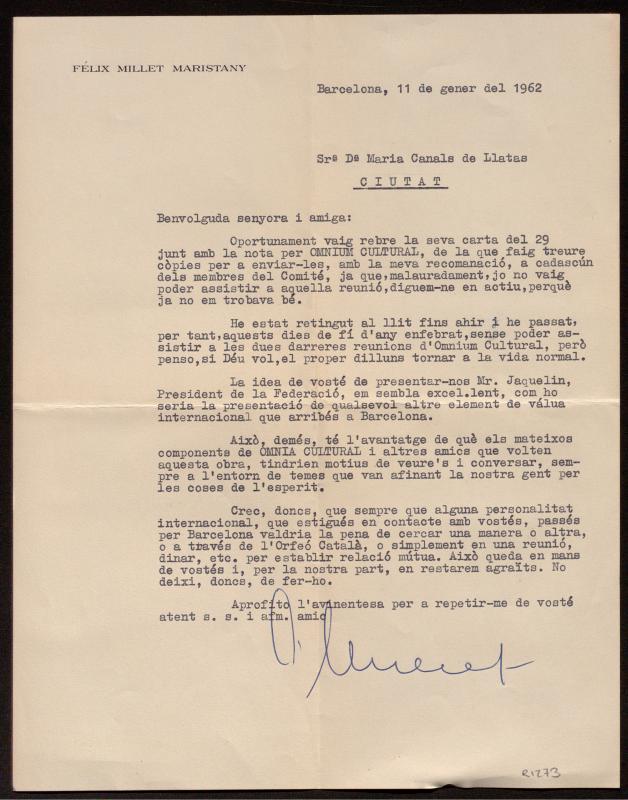 FÉLIX MILLET MARISTANY
Barcelona, 11 de gener del 1962
Srª Dª Maria Canals de Llatas
CIUTAT
Benvolguda senyora i amiga:
Oportunament vaig rebre la seva carta del 29
junt amb la nota per OMNIUM CULTURAL, de la que faig treure
còpies per a enviar-les, amb la meva recomanació, a cadascún
dels membres del Comité, ja que,malauradament,jo no vaig
poder assistir a aquella reunió,diguem-ne en actiu,perquè
ja no em trobava bé.
He estat retingut al llit fins ahir i he passat,
per tant,aquests dies de fí d'any enfebrat,sense poder as-
sistir a les dues darreres reunions d'Omnium Cultural, però
penso,si Déu vol,el proper dilluns tornar a la vida normal.
La idea de vosté de presentar-nos Mr. Jaquelin,
President de la Federació, em sembla excel.lent, com ho
seria la presentació de qualsevol altre element de válua
internacional que arribés a Barcelona.
Això, demés, té l'avantatge de què els mateixos
components de OMNIA CULTURAL i altres amics que volten
aquesta obra, tindrien motius de veure's i conversar, sem-
pre a l'entorn de temes que van afinant la nostra gent per
les coses de l'esperit.
Crec, doncs, que sempre que alguna personalitat
internacional, que estigués en contacte amb vostés, passés
per Barcelona valdria la pena de cercar una manera o altra,
o a través de l'Orfeó Català, o simplement en una reunió,
dinar, etc. per establir relació mútua. Això queda en mans
de vostés i, per la nostra part, en restarem agraïts. No
deixi, doncs, de fer-ho.
Aprofito l'avinentesa per a repetir-me de vosté
atent s. s. i afm. amic
R1273